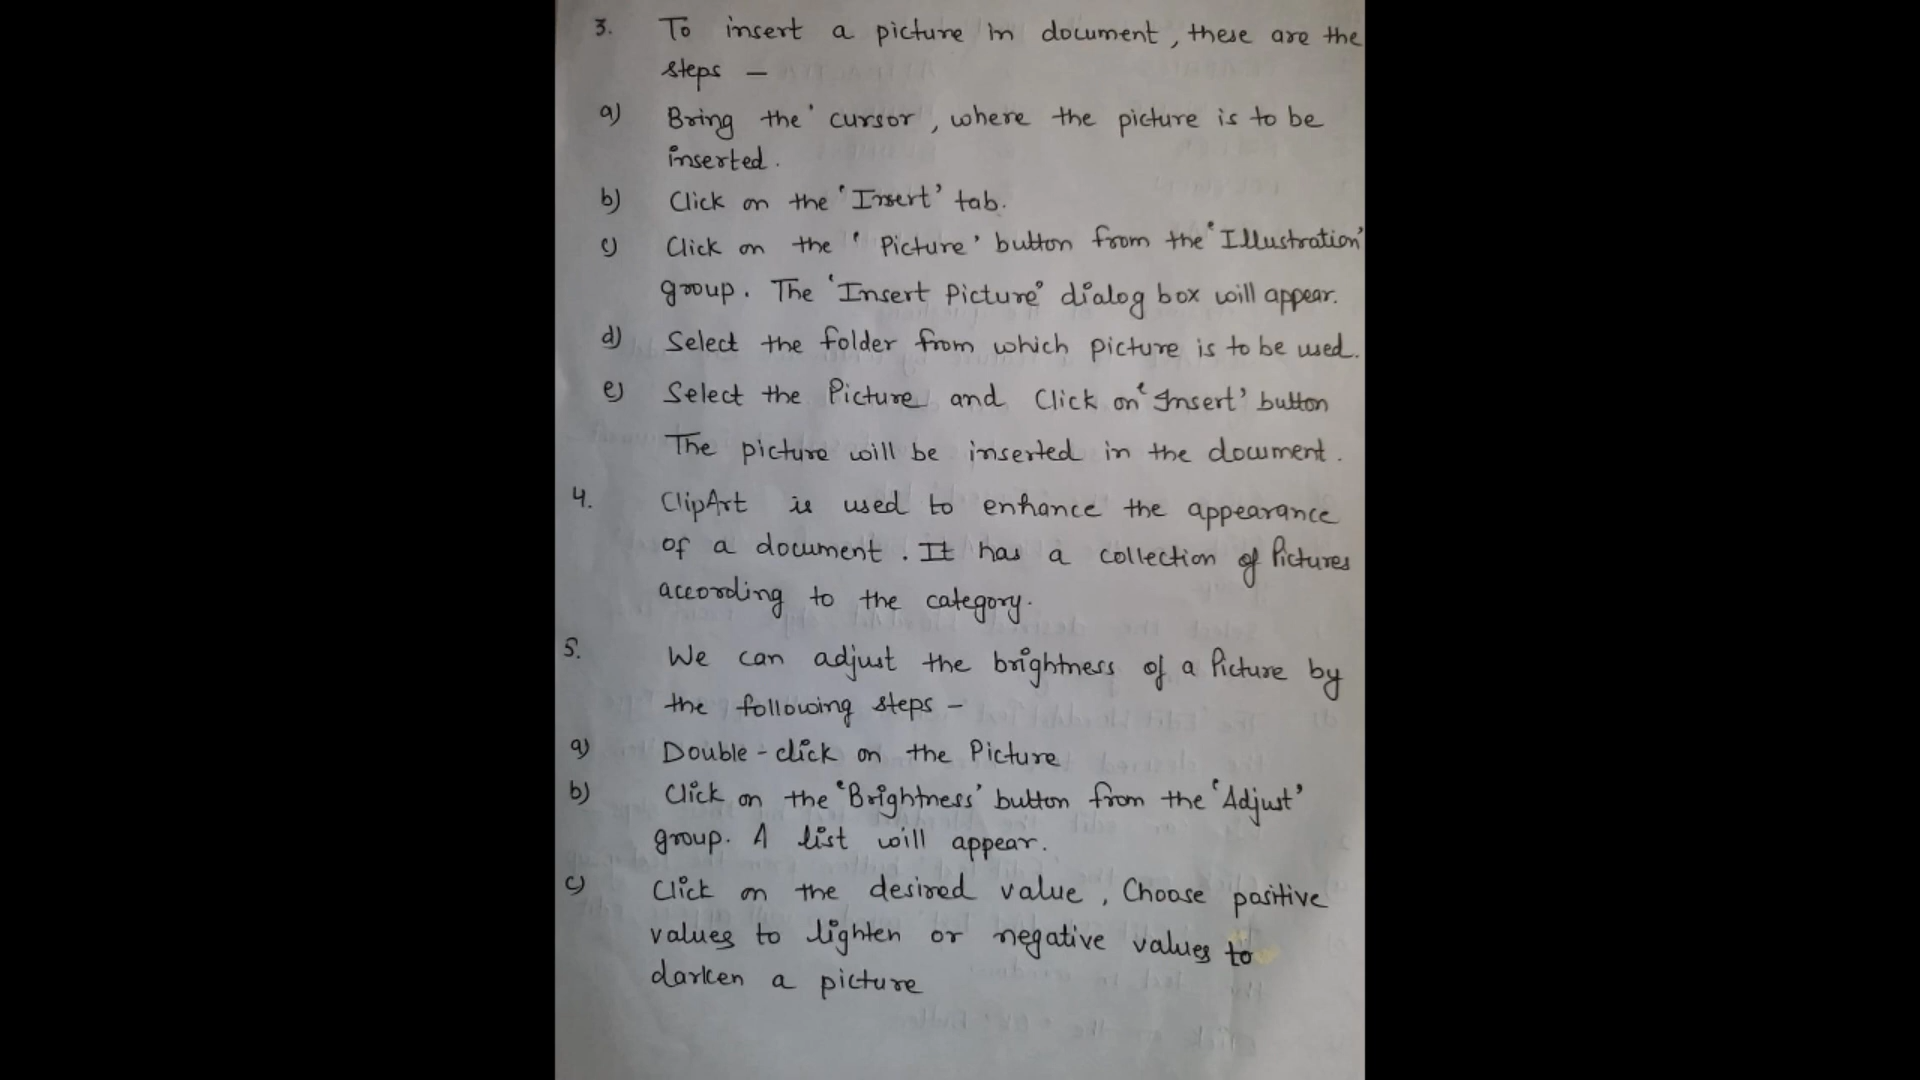 3. To insert a picture in document, these are the
steps –
a) Bring the ' cursor, where the picture is to be
inserted.
b) Click on the 'Insert' tab.
c) Click on the 'Picture' button from the 'Illustration'
group. The 'Insert Picture' dialog box will appear.
d) Select the folder from which picture is to be used.
e) Select the Picture and Click on 'Insert' button
The picture will be inserted in the document.
4. ClipArt is used to enhance the appearance
of a document. It has a collection of Pictures
according to the category.
5. We can adjust the brightness of a Picture by
the following steps –
a) Double-click on the Picture
b) Click on the 'Brightness' button from the 'Adjust'
group. A list will appear.
c) Click on the desired value, Choose positive
values to lighten or negative values to
darken a picture